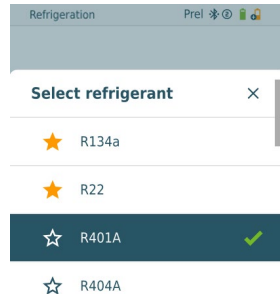 Refrigeration Prel
Select refrigerant
R134a
R22
R401A
R404A